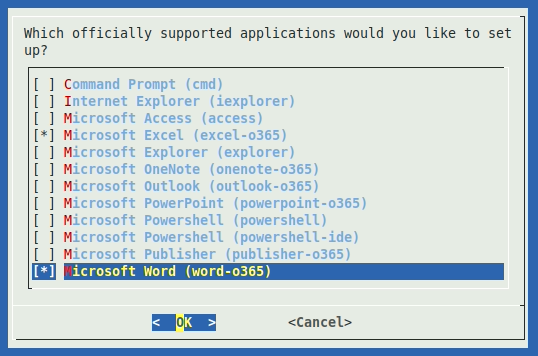 Which officially supported applications would you like to set
up?
[ ] Command Prompt (cmd)
[ ] Internet Explorer (iexplorer)
[ ] Microsoft Access (access)
[*] Microsoft Excel (excel-o365)
[ ] Microsoft Explorer (explorer)
[ ] Microsoft OneNote (onenote-o365)
[ ] Microsoft Outlook (outlook-o365)
[ ] Microsoft PowerPoint (powerpoint-o365)
[ ] Microsoft Powershell (powershell)
[ ] Microsoft Powershell (powershell-ide)
[ ] Microsoft Publisher (publisher-o365)
[*] Microsoft Word (word-o365)
< OK > <Cancel>